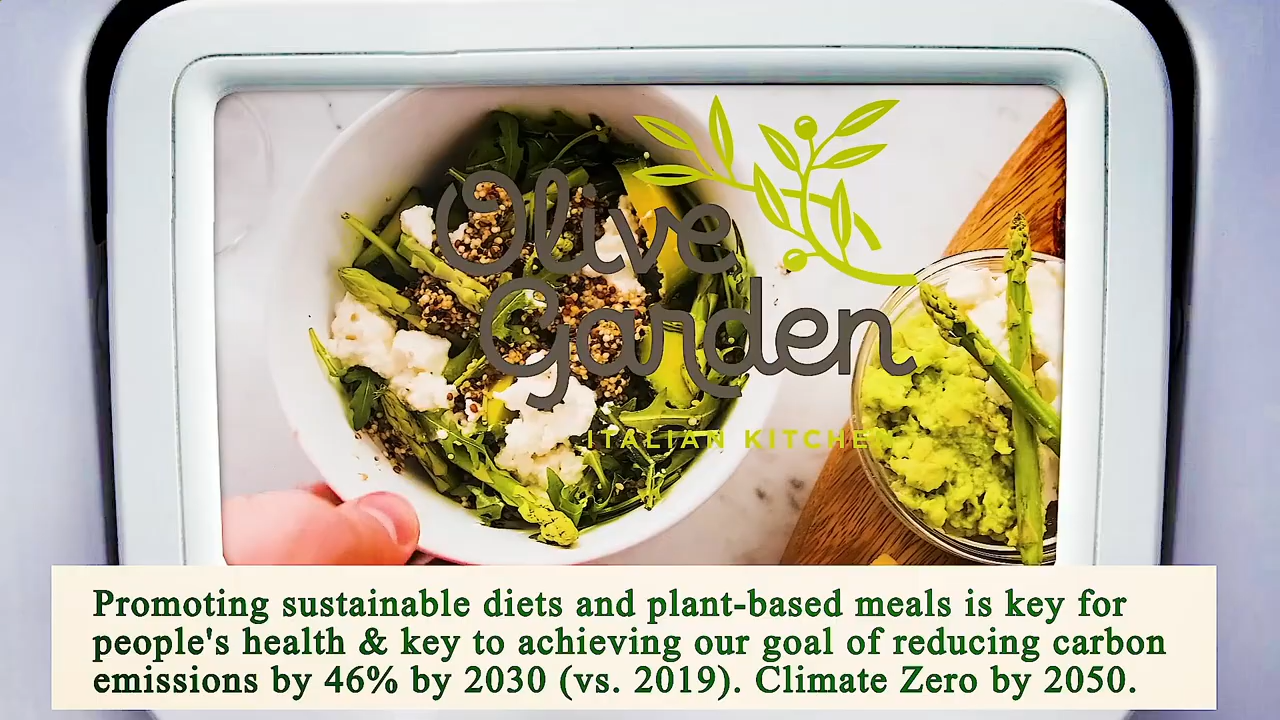 Olive
Garden
ITALIAN KITCHEN
Promoting sustainable diets and plant-based meals is key for
people's health & key to achieving our goal of reducing carbon
emissions by 46% by 2030 (vs. 2019). Climate Zero by 2050.